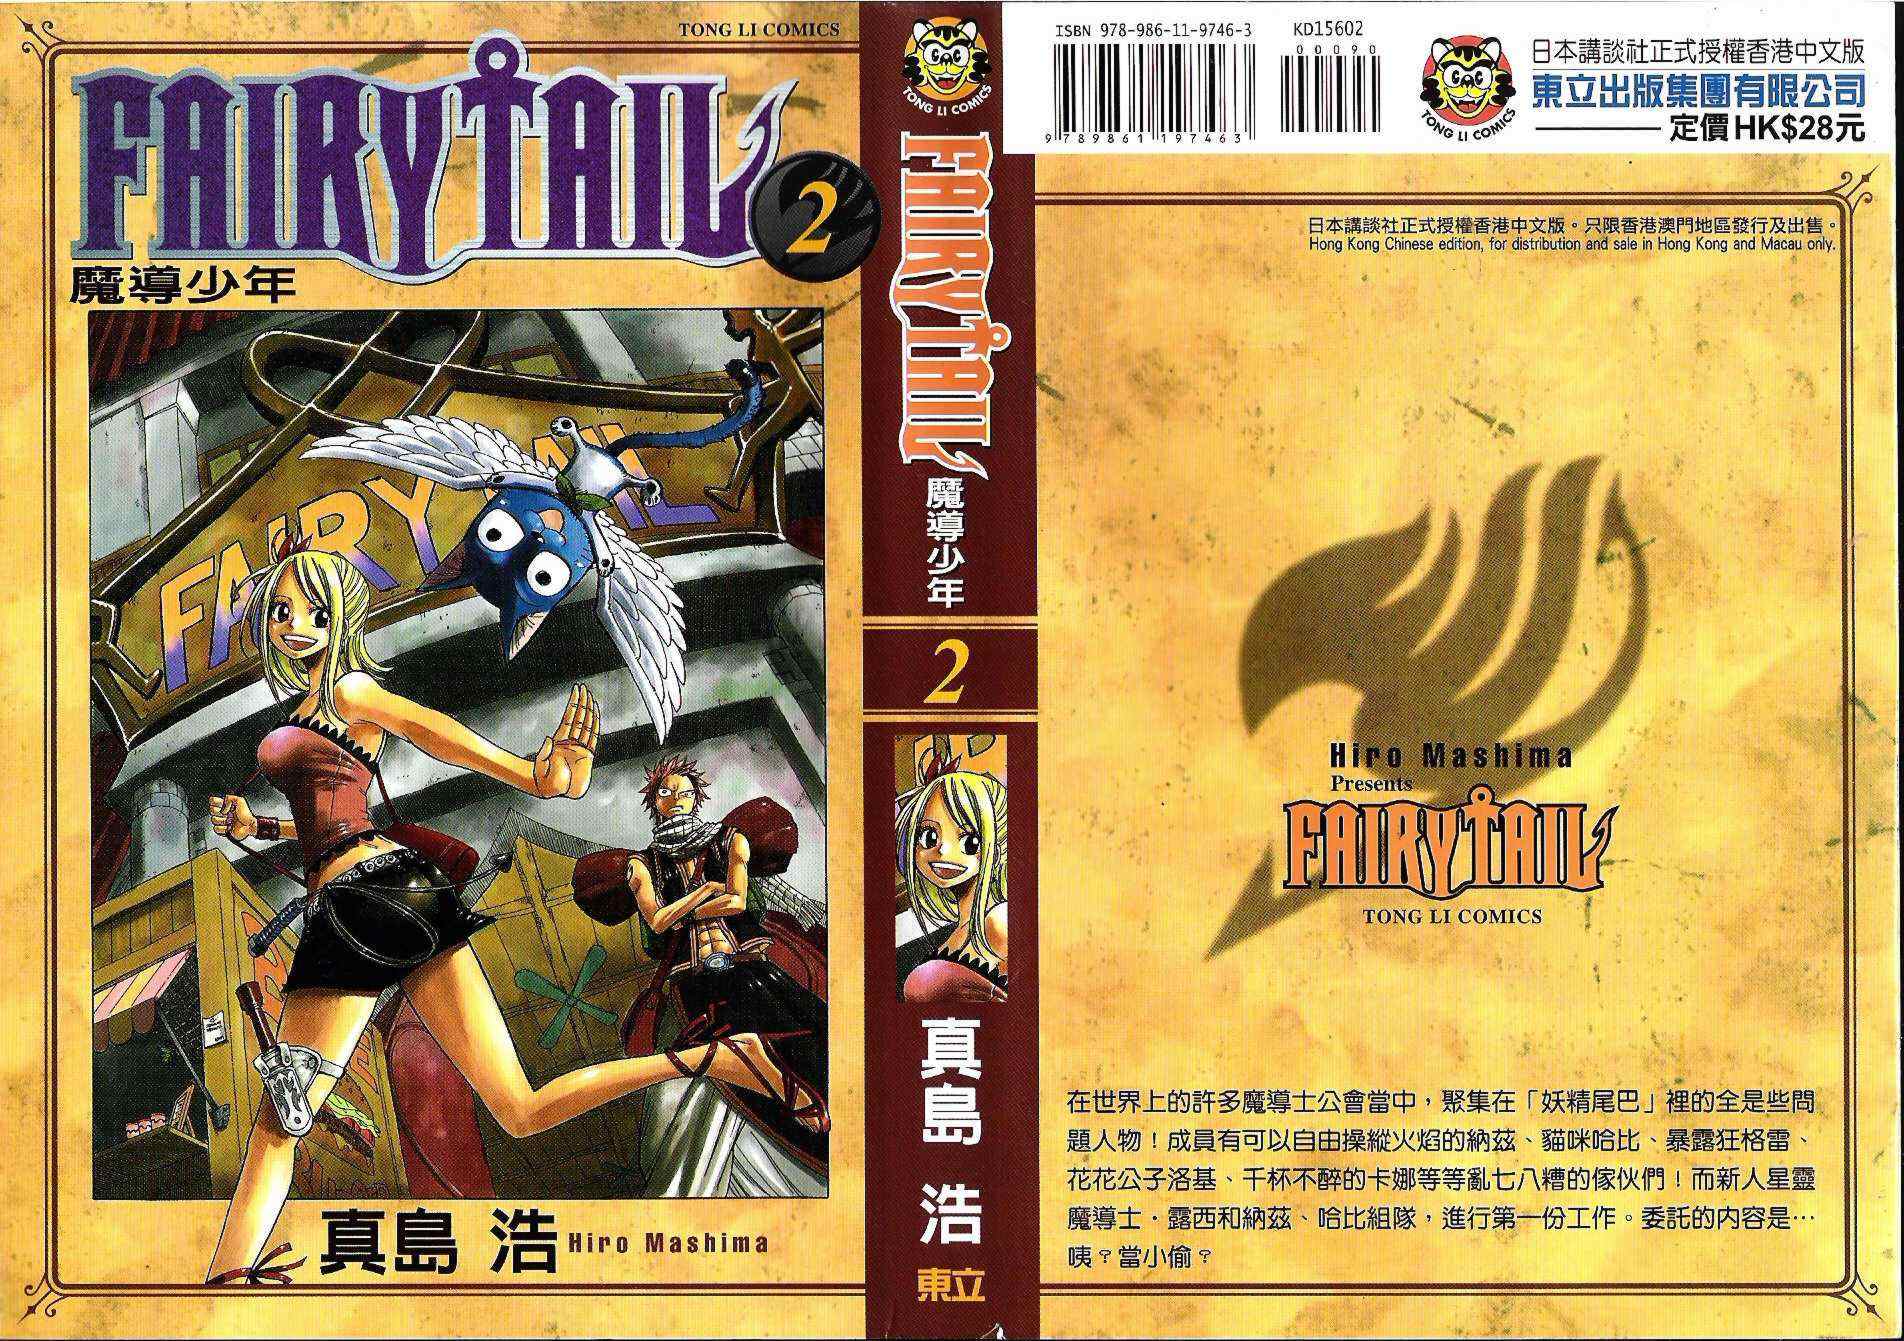 TONG LI COMICS
FAIRY TAIL
2
魔導少年
FAIRY TAIL
真島 浩 Hiro Mashima
TONG LI COMICS
FAIRY TAIL
魔導少年
2
真島 浩
東立
ISBN 978-986-11-9746-3
9 789861 197463
KD15602
00090
TONG LI COMICS
日本講談社正式授權香港中文版
東立出版集團有限公司
定價HK$28元
日本講談社正式授權香港中文版。只限香港澳門地區發行及出售。
Hong Kong Chinese edition, for distribution and sale in Hong Kong and Macau only.
Hiro Mashima
Presents
FAIRY TAIL
TONG LI COMICS
在世界上的許多魔導士公會當中，聚集在「妖精尾巴」裡的全是些問
題人物！成員有可以自由操縱火焰的納茲、貓咪哈比、暴露狂格雷、
花花公子洛基、千杯不醉的卡娜等等亂七八糟的傢伙們！而新人星靈
魔導士・露西和納茲、哈比組隊，進行第一份工作。委託的內容是…
咦？當小偷？